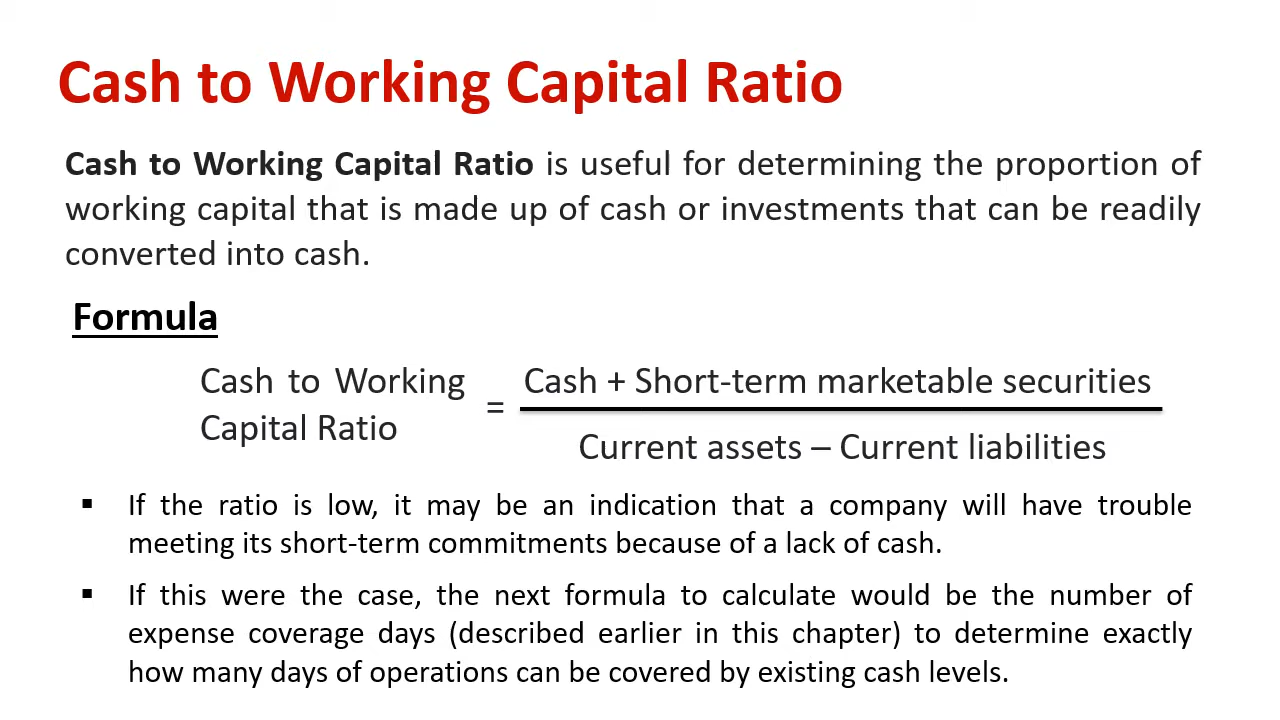 Cash to Working Capital Ratio
Cash to Working Capital Ratio is useful for determining the proportion of
working capital that is made up of cash or investments that can be readily
converted into cash.
Formula
Cash to Working
Capital Ratio
=
Cash + Short-term marketable securities
Current assets – Current liabilities
▪ If the ratio is low, it may be an indication that a company will have trouble
meeting its short-term commitments because of a lack of cash.
▪ If this were the case, the next formula to calculate would be the number of
expense coverage days (described earlier in this chapter) to determine exactly
how many days of operations can be covered by existing cash levels.